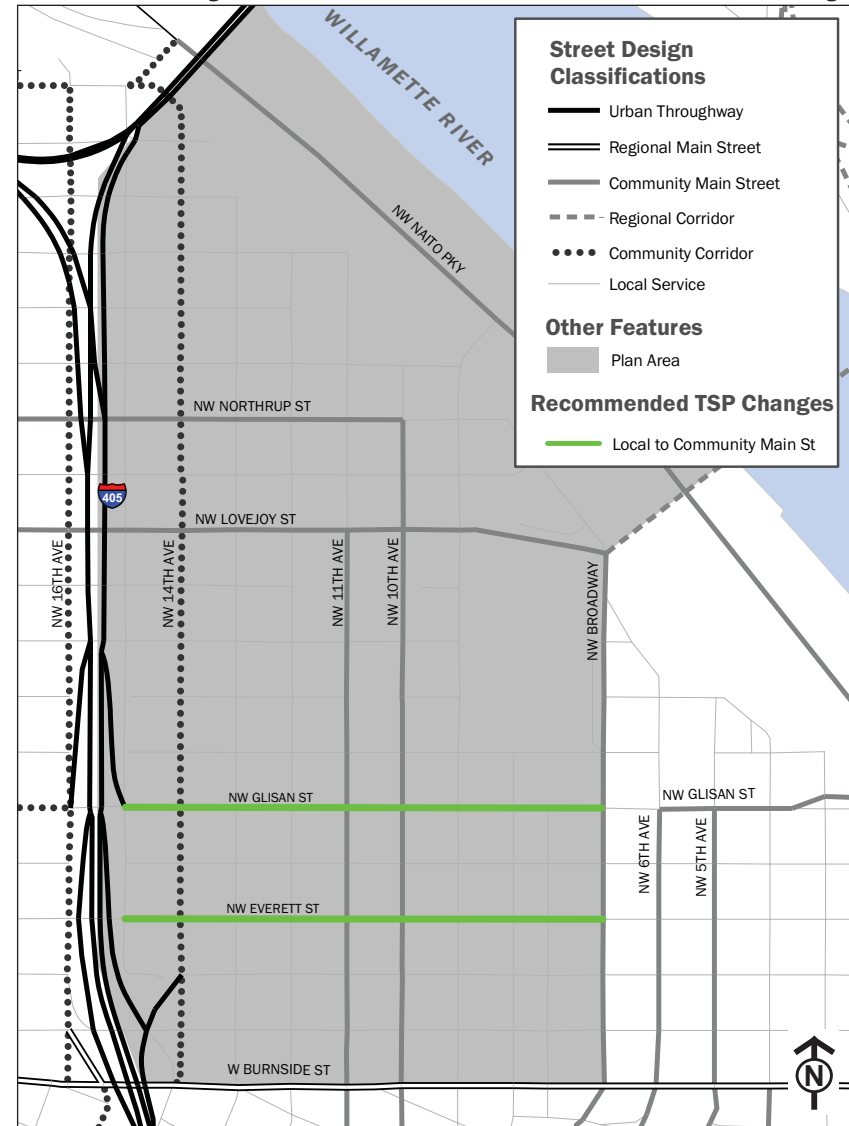 WILLAMETTE RIVER
Street Design
Classifications
Urban Throughway
Regional Main Street
Community Main Street
Regional Corridor
Community Corridor
Local Service
Other Features
Plan Area
Recommended TSP Changes
Local to Community Main St
NW NAITO PKY
NW NORTHRUP ST
405
NW LOVEJOY ST
NW 16TH AVE
NW 14TH AVE
NW 11TH AVE
NW 10TH AVE
NW BROADWAY
NW GLISAN ST
NW GLISAN ST
NW 6TH AVE
NW 5TH AVE
NW EVERETT ST
W BURNSIDE ST
N